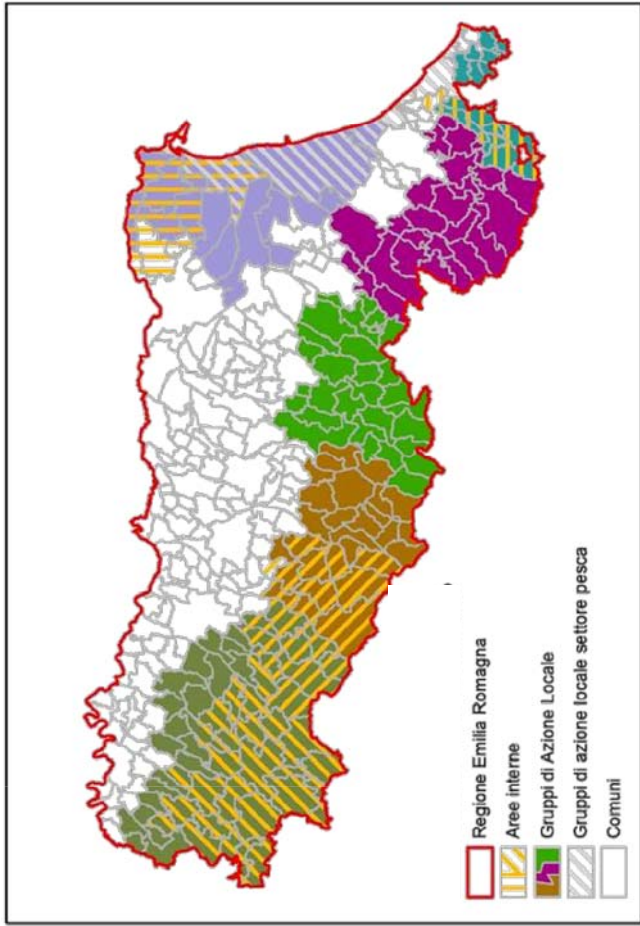 Regione Emilia Romagna
Aree interne
Gruppi di Azione Locale
Gruppi di azione locale settore pesca
Comuni